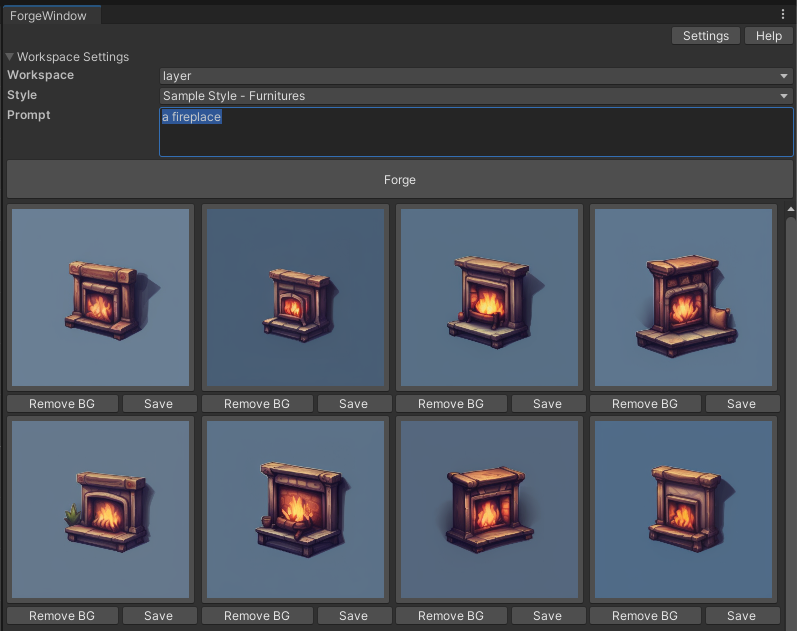 ForgeWindow
Settings Help
Workspace Settings
Workspace layer
Style Sample Style - Furnitures
Prompt a fireplace
Forge
Remove BG Save Remove BG Save Remove BG Save Remove BG Save
Remove BG Save Remove BG Save Remove BG Save Remove BG Save